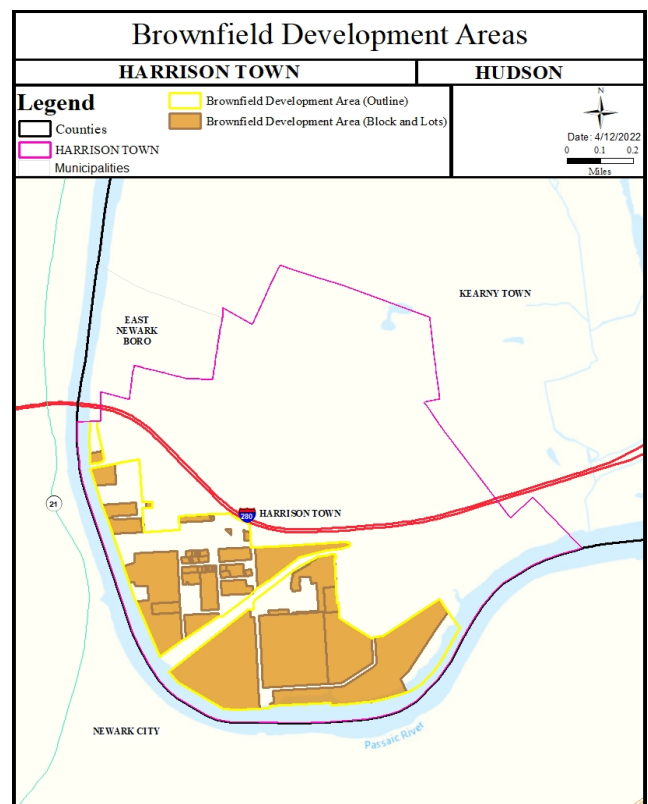 Brownfield Development Areas
HARRISON TOWN
HUDSON
Legend
Counties
HARRISON TOWN
Municipalities
Brownfield Development Area (Outline)
Brownfield Development Area (Block and Lots)
N
Date: 4/12/2022
0 0.1 0.2
Miles
KEARNY TOWN
EAST
NEWARK
BORO
21
280
HARRISON TOWN
NEWARK CITY
Passaic River